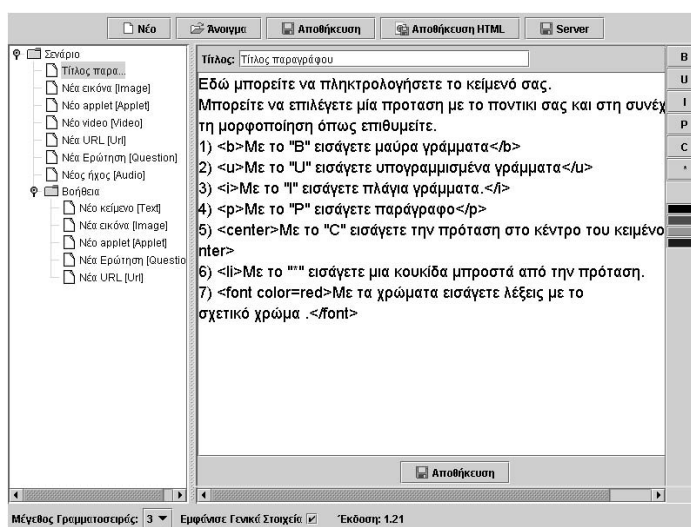 Νέο Άνοιγμα Αποθήκευση Αποθήκευση HTML Server
Σενάριο
Τίτλος παρα...
Νέα εικόνα [Image]
Νέο applet [Applet]
Νέο video [Video]
Νέα URL [Url]
Νέα Ερώτηση [Question]
Νέος ήχος [Audio]
Βοήθεια
Νέο κείμενο [Text]
Νέα εικόνα [Image]
Νέο applet [Applet]
Νέα Ερώτηση [Questio
Νέα URL [Url]
Τίτλος: Τίτλος παραγράφου
Εδώ μπορείτε να πληκτρολογήσετε το κείμενό σας.
Μπορείτε να επιλέγετε μία προταση με το ποντικι σας και στη συνέχ
τη μορφοποίηση όπως επιθυμείτε.
1) <b>Με το "B" εισάγετε μαύρα γράμματα</b>
2) <u>Με το "U" εισάγετε υπογραμμισμένα γράμματα</u>
3) <i>Με το "I" εισάγετε πλάγια γράμματα.</i>
4) <p>Με το "P" εισάγετε παράγραφο</p>
5) <center>Με το "C" εισάγετε την πρόταση στο κέντρο του κειμένο
nter>
6) <li>Με το "*" εισάγετε μια κουκίδα μπροστά από την πρόταση.
7) <font color=red>Με τα χρώματα εισάγετε λέξεις με το
σχετικό χρώμα .</font>
B
U
I
P
C
*
Αποθήκευση
Μέγεθος Γραμματοσειράς: 3 Εμφάνισε Γενικά Στοιχεία Έκδοση: 1.21